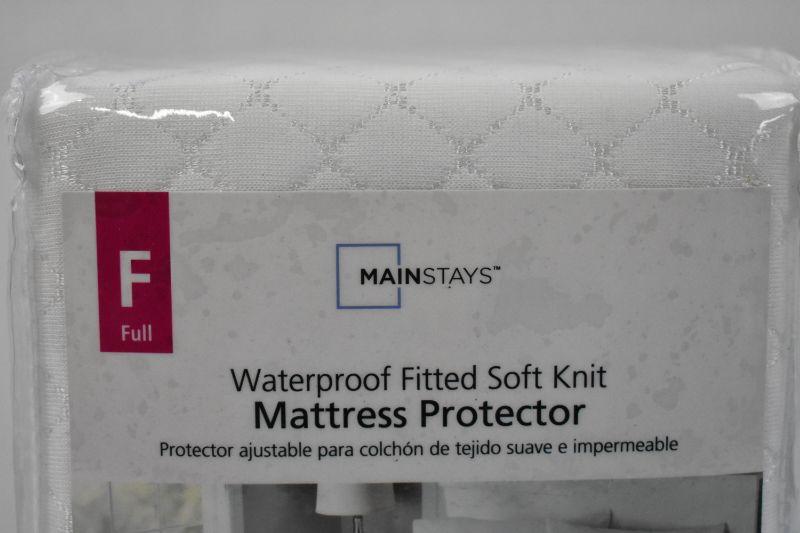 F
Full
MAINSTAYS™
Waterproof Fitted Soft Knit
Mattress Protector
Protector ajustable para colchón de tejido suave e impermeable